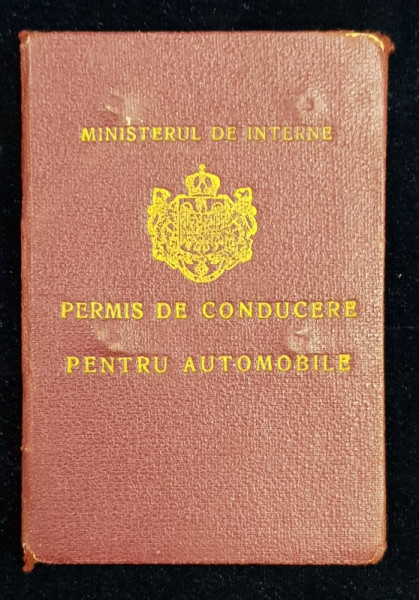 MINISTERUL DE INTERNE
PERMIS DE CONDUCERE
PENTRU AUTOMOBILE